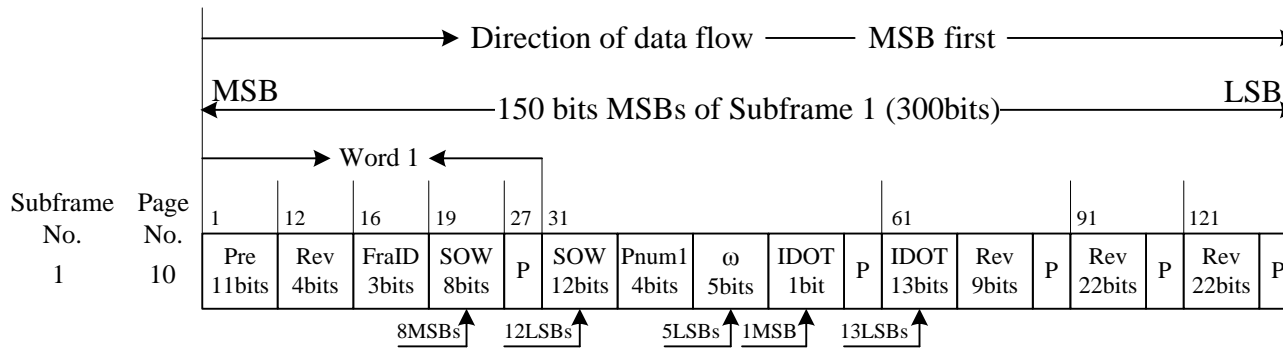 Direction of data flow MSB first
MSB LSB
150 bits MSBs of Subframe 1 (300bits)
Word 1
Subframe No. Page No.
1 12 16 19 27 31 61 91 121
1 10
Pre Rev FraID SOW P SOW Pnum1 ω IDOT P IDOT Rev P Rev P Rev P
11bits 4bits 3bits 8bits 12bits 4bits 5bits 1bit 13bits 9bits 22bits 22bits
8MSBs 12LSBs 5LSBs 1MSB 13LSBs